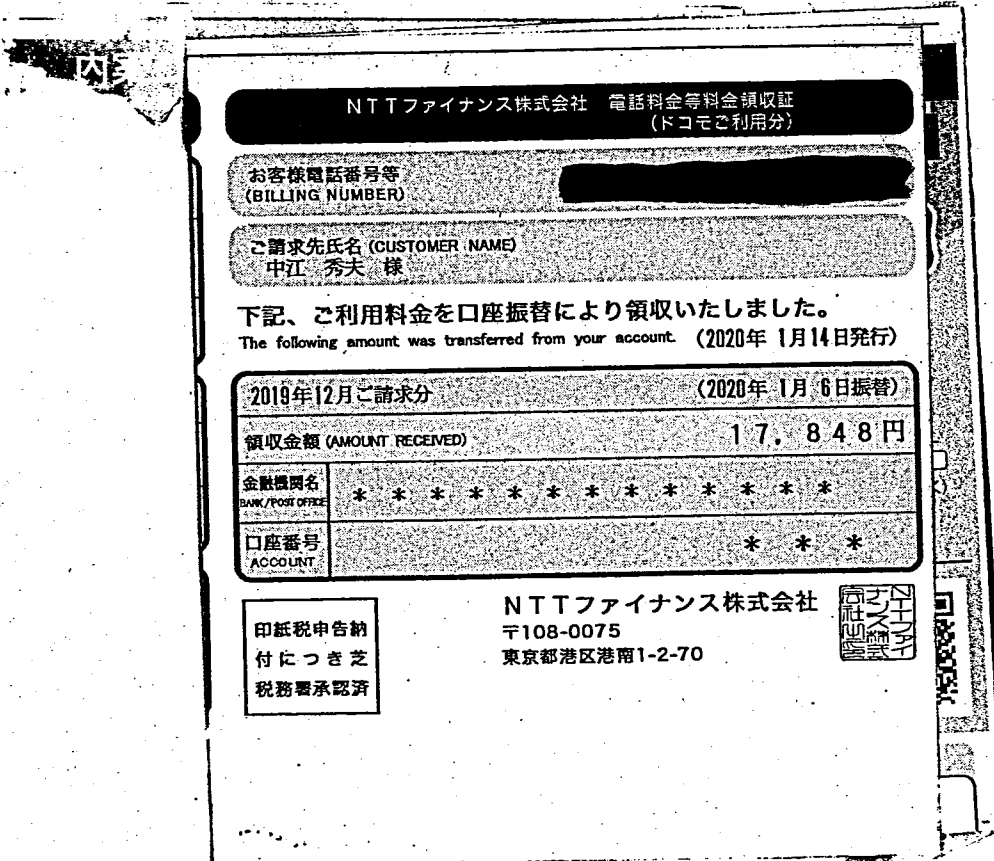 内
NTTファイナンス株式会社 電話料金等料金領収証
(ドコモご利用分)
お客様電話番号等
(BILLING NUMBER)
ご請求先氏名 (CUSTOMER NAME)
中江 秀夫 様
下記、ご利用料金を口座振替により領収いたしました。
The following amount was transferred from your account. (2020年 1月14日発行)
2019年12月ご請求分 (2020年 1月 6日振替)
領収金額 (AMOUNT RECEIVED) 17,848円
金融機関名 * * * * * * * * * * * * *
BANK/POST OFFICE
口座番号 * * *
ACCOUNT
印紙税申告納
付につき芝
税務署承認済
NTTファイナンス株式会社
〒108-0075
東京都港区港南1-2-70